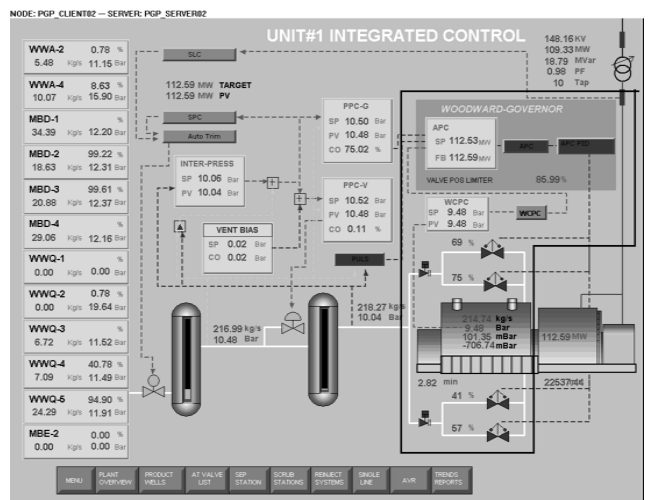 NODE: PGP_CLIENT02 — SERVER: PGP_SERVER02
UNIT#1 INTEGRATED CONTROL
148.16 KV
109.33 MW
18.79 MVar
0.98 PF
10 Tap
WWA-2 0.78 %
5.48 Kg/s 11.15 Bar
WWA-4 8.63 %
10.07 Kg/s 15.90 Bar
MBD-1 %
34.39 Kg/s 12.20 Bar
MBD-2 99.22 %
18.63 Kg/s 12.31 Bar
MBD-3 99.61 %
20.88 Kg/s 12.37 Bar
MBD-4 %
29.06 Kg/s 12.16 Bar
WWQ-1 %
0.00 Kg/s 0.00 Bar
WWQ-2 0.78 %
0.00 Kg/s 19.64 Bar
WWQ-3 %
6.72 Kg/s 11.52 Bar
WWQ-4 40.78 %
7.09 Kg/s 11.49 Bar
WWQ-5 94.90 %
24.29 Kg/s 11.91 Bar
MBE-2 0.00 %
0.00 Kg/s 0.00 Bar
SLC
112.59 MW TARGET
112.59 MW PV
SPC
Auto Trim
INTER-PRESS
SP 10.06 Bar
PV 10.04 Bar
VENT BIAS
SP 0.02 Bar
CO 0.02 Bar
PPC-G
SP 10.50 Bar
PV 10.48 Bar
CO 75.02 %
PPC-V
SP 10.52 Bar
PV 10.48 Bar
CO 0.11 %
PULS
WOODWARD-GOVERNOR
APC
SP 112.53 MW
FB 112.59 MW
APC
APC PID
VALVE POS LIMITER 85.99%
WCPC
SP 9.48 Bar
PV 9.48 Bar
WCPC
69 %
75 %
216.99 kg/s
10.48 Bar
218.27 kg/s
10.04 Bar
214.74 kg/s
9.48 Bar
101.35 mBar
-706.74 mBar
112.59 MW
2.82 min
41 %
57 %
MENU
PLANT OVERVIEW
PRODUCT WELLS
AT VALVE LIST
SEP STATION
SCRUB STATIONS
REINJECT SYSTEMS
SINGLE LINE
AVR
TRENDS REPORTS